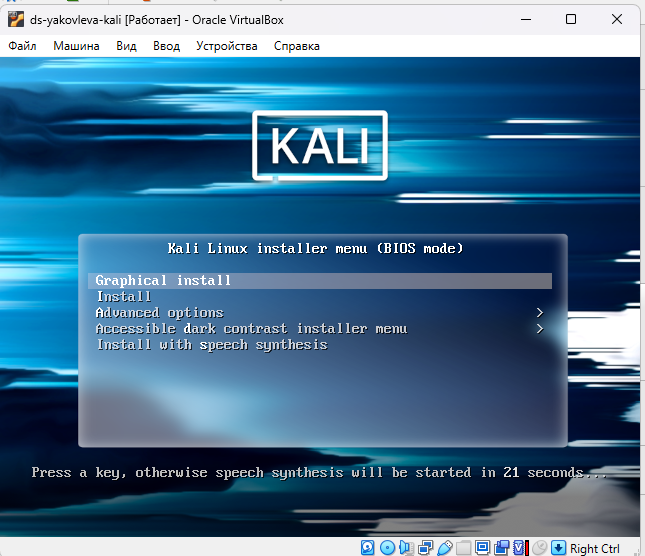 ds-yakovleva-kali [Работает] - Oracle VirtualBox
Файл Машина Вид Ввод Устройства Справка
KALI
Kali Linux installer menu (BIOS mode)
Graphical install
Install
Advanced options >
Accessible dark contrast installer menu >
Install with speech synthesis
Press a key, otherwise speech synthesis will be started in 21 seconds...
Right Ctrl